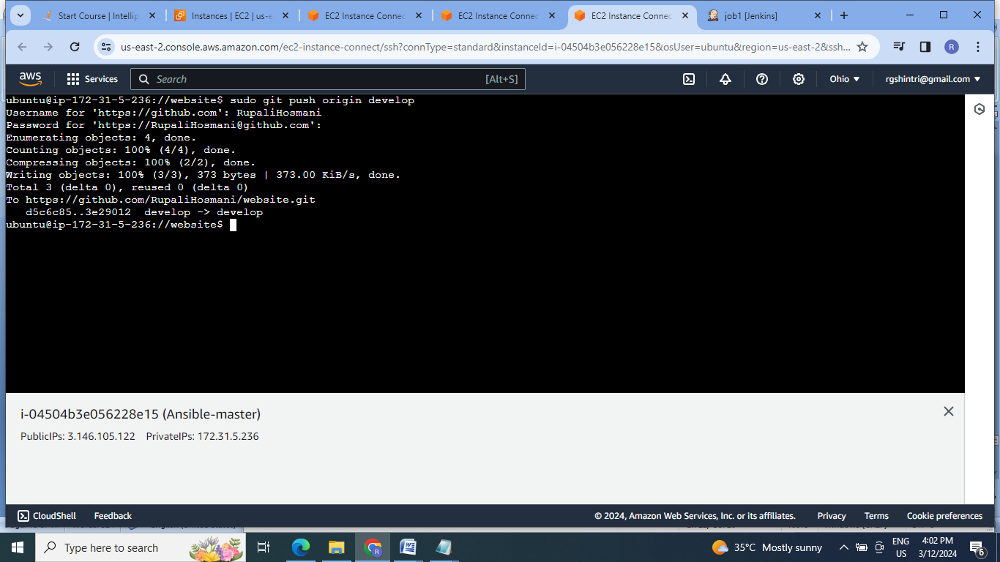 Start Course | Intellip
Instances | EC2 | us-e
EC2 Instance Connec
EC2 Instance Connec
EC2 Instance Connec
job1 [Jenkins]
us-east-2.console.aws.amazon.com/ec2-instance-connect/ssh?connType=standard&instanceId=i-04504b3e056228e15&osUser=ubuntu&region=us-east-2&ssh...
R
aws
Services
Search
[Alt+S]
Ohio
rgshintri@gmail.com
ubuntu@ip-172-31-5-236://website$ sudo git push origin develop
Username for 'https://github.com': RupaliHosmani
Password for 'https://RupaliHosmani@github.com':
Enumerating objects: 4, done.
Counting objects: 100% (4/4), done.
Compressing objects: 100% (2/2), done.
Writing objects: 100% (3/3), 373 bytes | 373.00 KiB/s, done.
Total 3 (delta 0), reused 0 (delta 0)
To https://github.com/RupaliHosmani/website.git
d5c6c85..3e29012  develop -> develop
ubuntu@ip-172-31-5-236://website$
i-04504b3e056228e15 (Ansible-master)
PublicIPs: 3.146.105.122 PrivateIPs: 172.31.5.236
CloudShell
Feedback
© 2024, Amazon Web Services, Inc. or its affiliates.
Privacy
Terms
Cookie preferences
Type here to search
35°C Mostly sunny
ENG
US
4:02 PM
3/12/2024
6